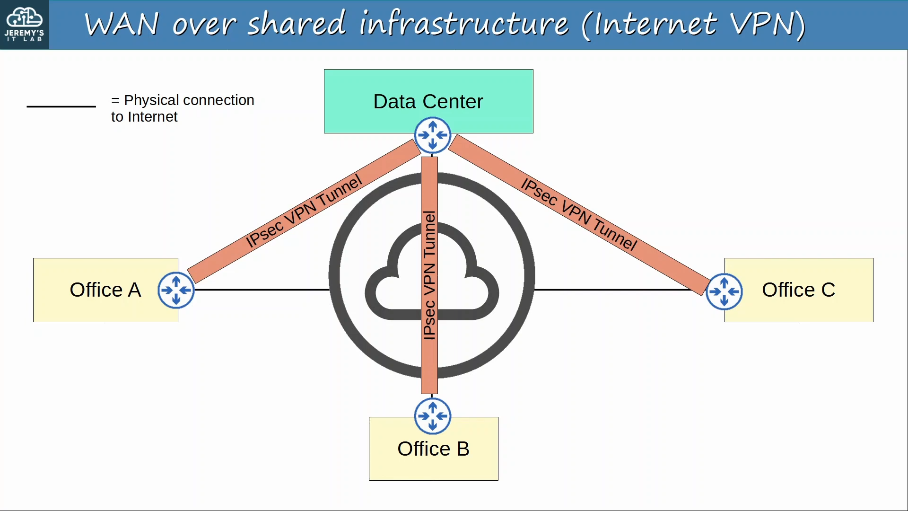 JEREMY'S
IT LAB
WAN over shared infrastructure (Internet VPN)
= Physical connection
to Internet
Data Center
IPsec VPN Tunnel
IPsec VPN Tunnel
IPsec VPN Tunnel
Office A
Office C
Office B